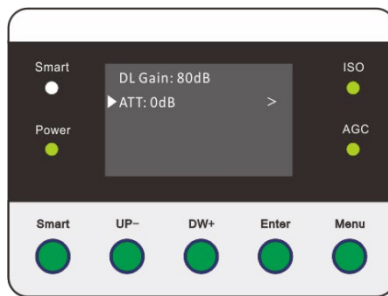 Smart
ISO
DL Gain: 80dB
▶ATT: 0dB >
Power
AGC
Smart UP− DW+ Enter Menu